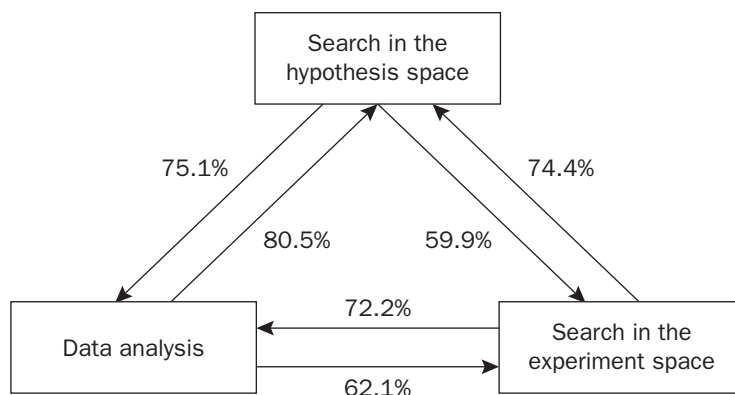 Search in the
hypothesis space
75.1%
74.4%
80.5%
59.9%
72.2%
Data analysis
Search in the
experiment space
62.1%